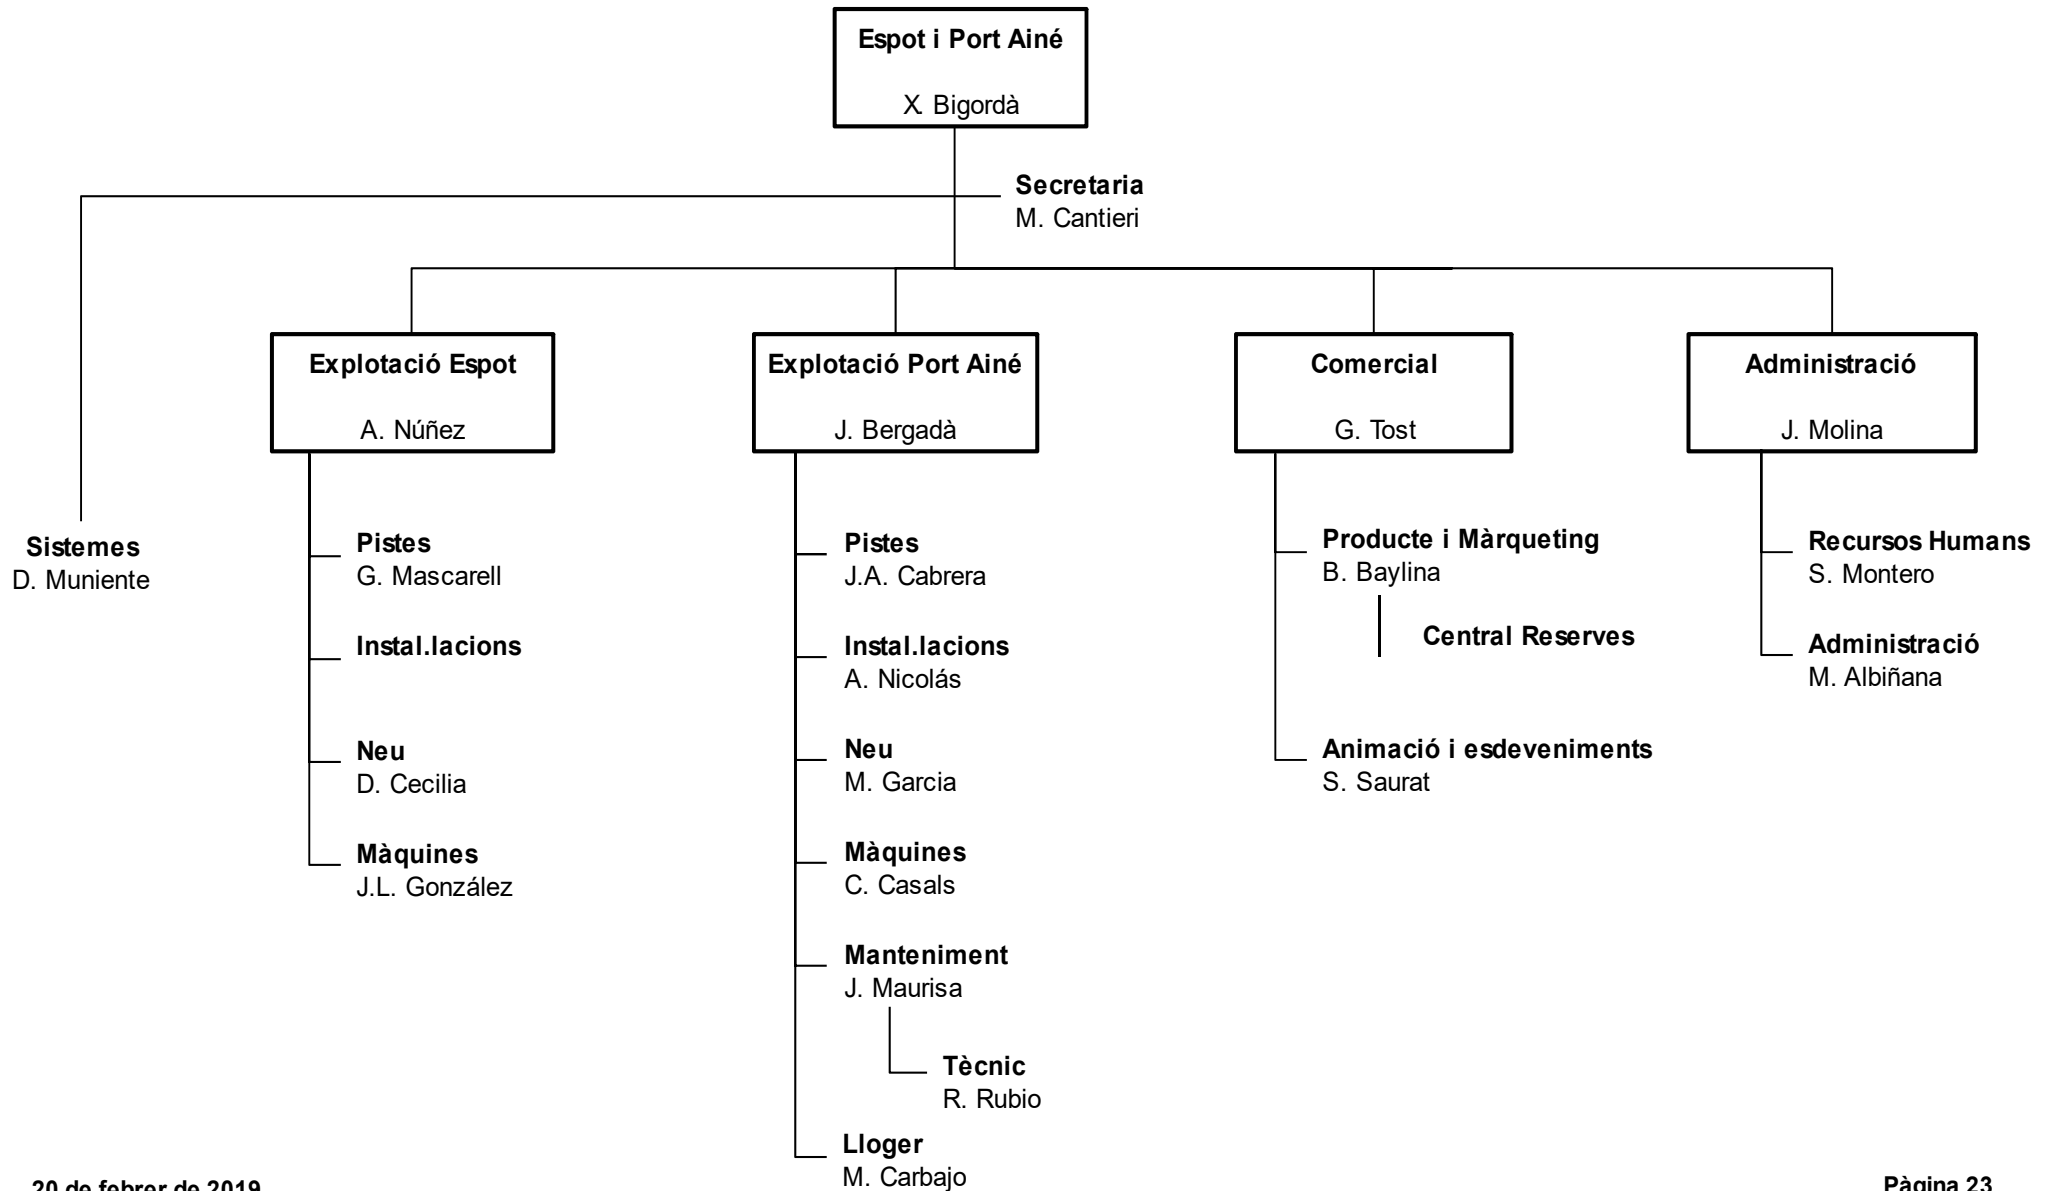 Espot i Port Ainé
X. Bigordà
Secretaria
M. Cantieri
Sistemes
D. Muniente
Explotació Espot
A. Núñez
Pistes
G. Mascarell
Instal.lacions
Neu
D. Cecilia
Màquines
J.L. González
Explotació Port Ainé
J. Bergadà
Pistes
J.A. Cabrera
Instal.lacions
A. Nicolás
Neu
M. Garcia
Màquines
C. Casals
Manteniment
J. Maurisa
Tècnic
R. Rubio
Lloger
M. Carbajo
Comercial
G. Tost
Producte i Màrqueting
B. Baylina
Central Reserves
Animació i esdeveniments
S. Saurat
Administració
J. Molina
Recursos Humans
S. Montero
Administració
M. Albiñana
20 de febrer de 2019
Pàgina 23